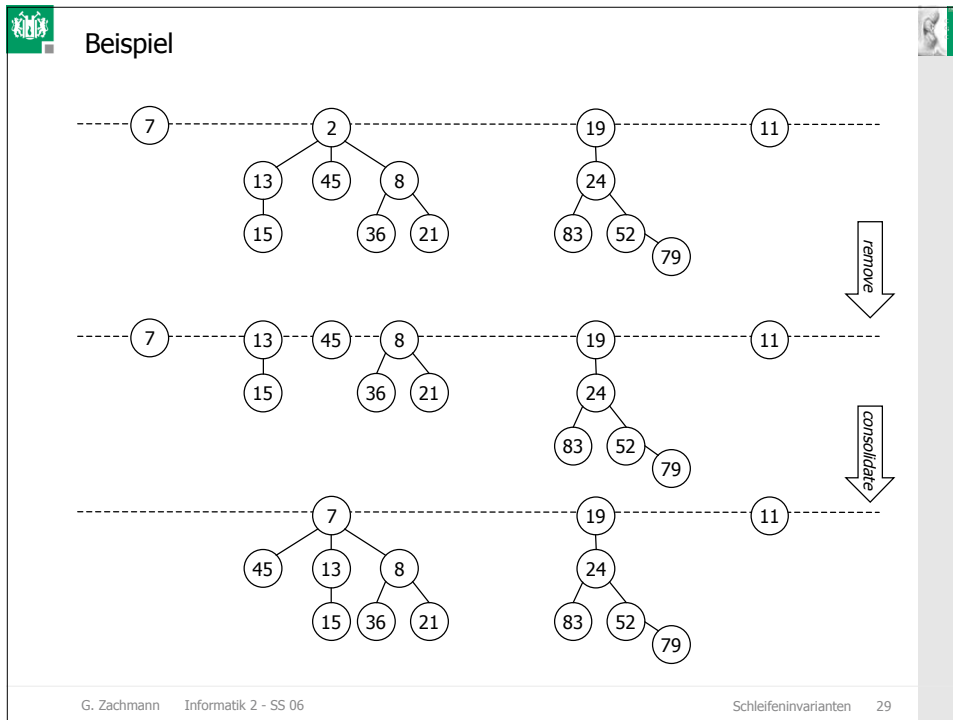 Beispiel
7 2 19 11
13 45 8 24
15 36 21 83 52
79
remove
7 13 45 8 19 11
15 36 21 24
83 52
79
consolidate
7 19 11
45 13 8 24
15 36 21 83 52
79
G. Zachmann Informatik 2 - SS 06 Schleifeninvarianten 29